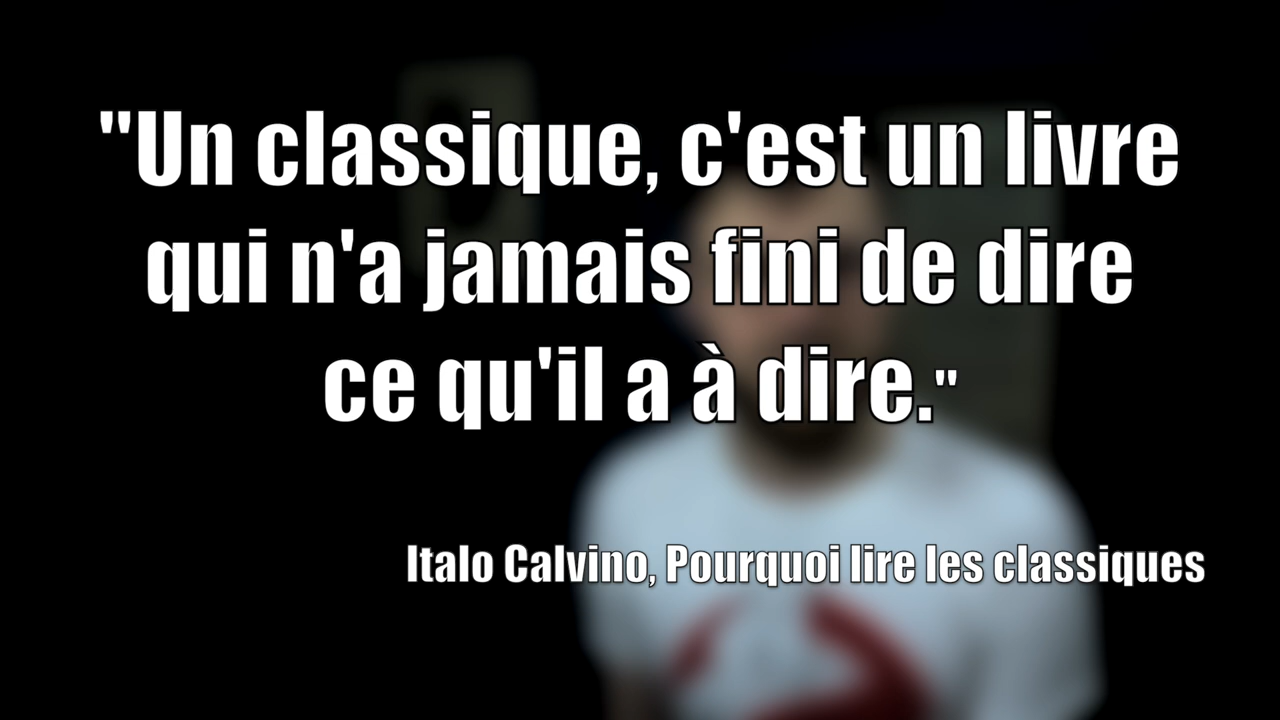 "Un classique, c'est un livre
qui n'a jamais fini de dire
ce qu'il a à dire."
Italo Calvino, Pourquoi lire les classiques